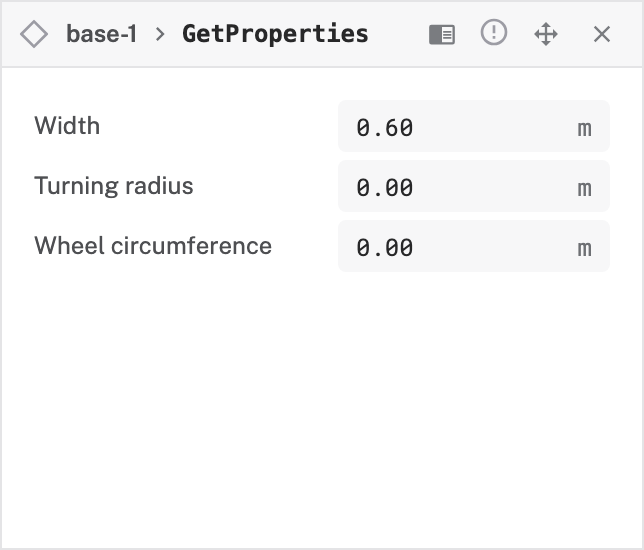 base-1 > GetProperties
Width 0.60 m
Turning radius 0.00 m
Wheel circumference 0.00 m